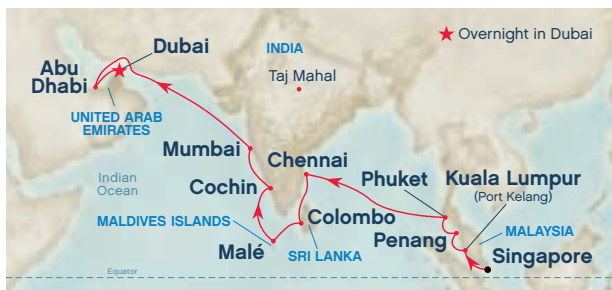 Overnight in Dubai
Dubai
INDIA
Abu
Dhabi
Taj Mahal
UNITED ARAB
EMIRATES
Mumbai
Chennai
Phuket
Kuala Lumpur
(Port Kelang)
Indian
Ocean
Cochin
MALDIVES ISLANDS
Colombo
Penang
MALAYSIA
Malé
SRI LANKA
Singapore
Equator